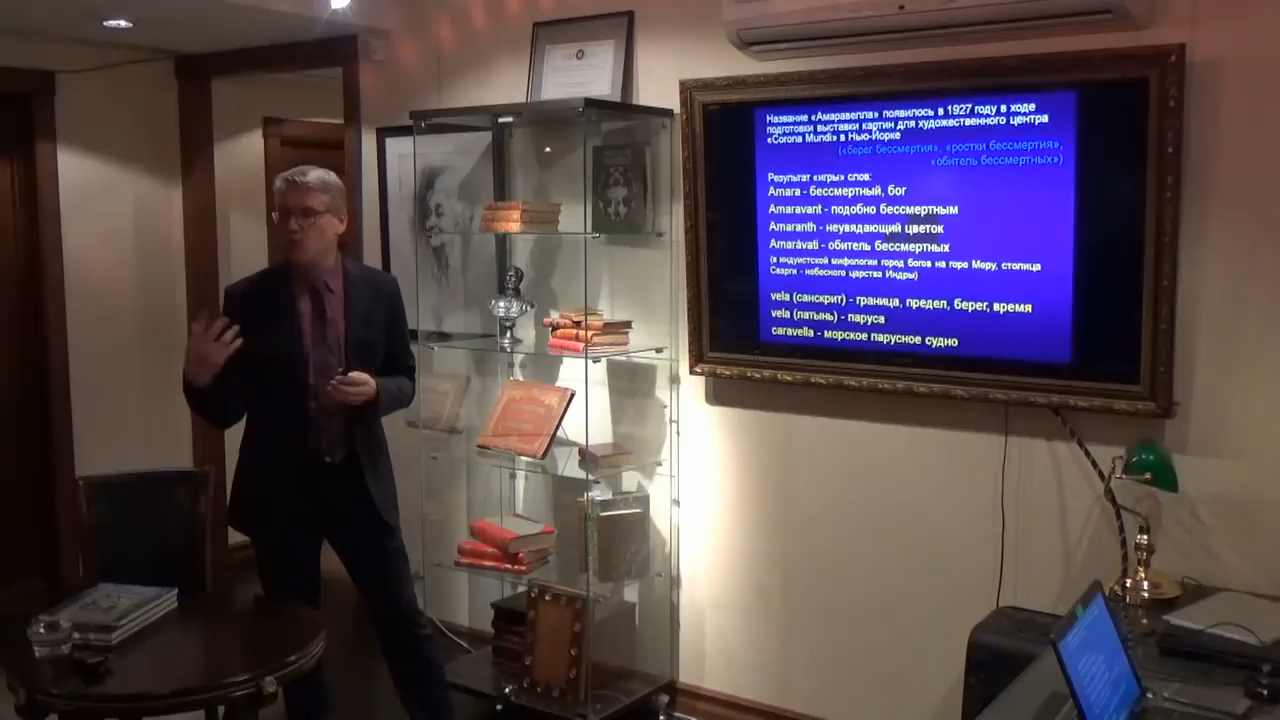 Название «Амаравелла» появилось в 1927 году в ходе
подготовки выставки картин для художественного центра
«Corona Mundi» в Нью-Йорке
(«берег бессмертия», «ростки бессмертия»,
«обитель бессмертных»)
Результат «игры» слов:
Amara - бессмертный, бог
Amaravant - подобно бессмертным
Amaranth - неувядающий цветок
Amarávati - обитель бессмертных
(в индуистской мифологии город богов на горе Меру, столица
Сварги - небесного царства Индры)
vela (санскрит) - граница, предел, берег, время
vela (латынь) - паруса
caravella - морское парусное судно